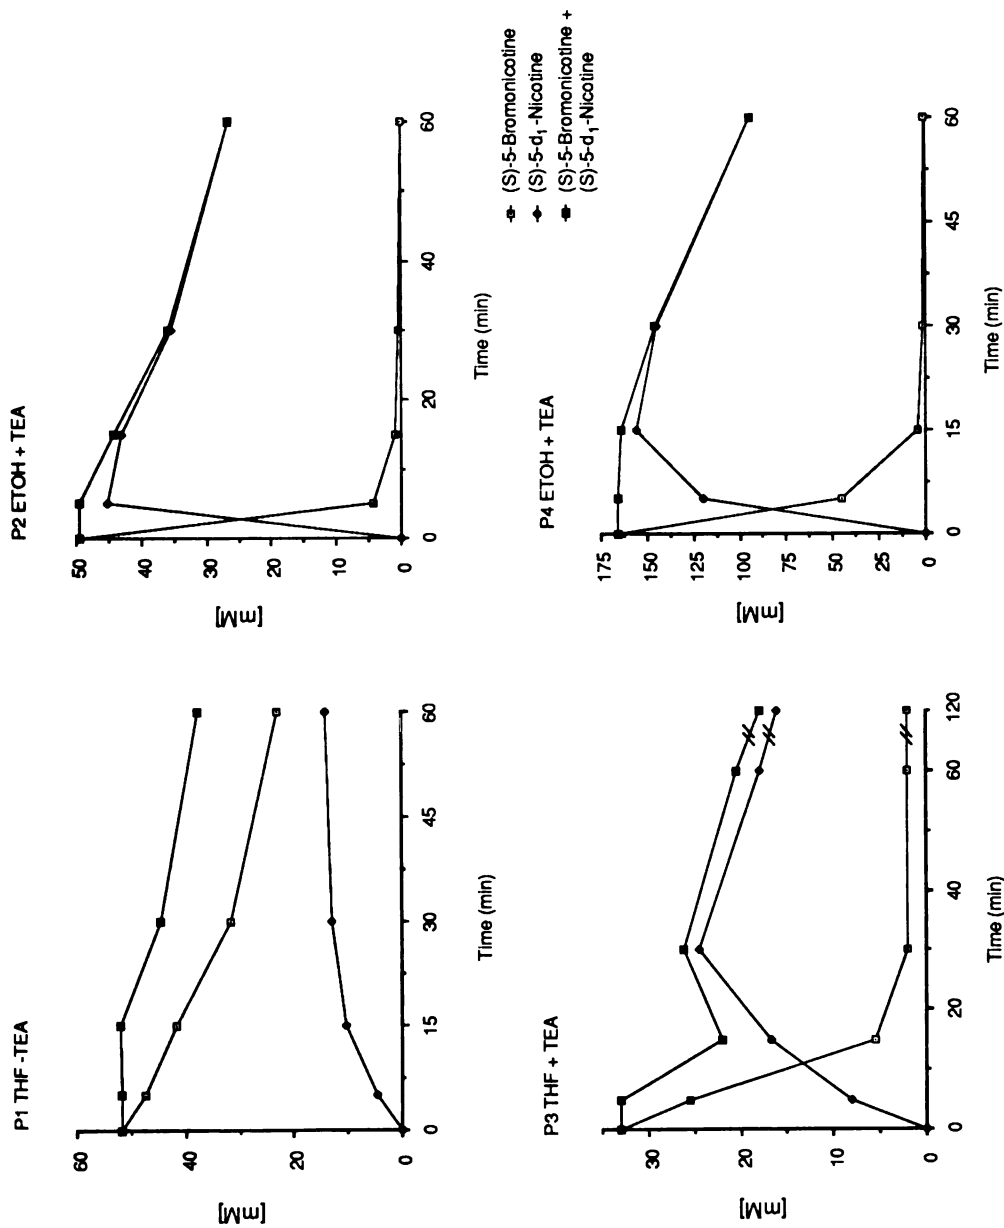 P1 THF -TEA
60
40
20
0
[mM]
0
15
30
45
60
Time (min)
P2 ETOH + TEA
50
40
30
20
10
0
[mM]
0
20
40
60
Time (min)
P3 THF + TEA
30
20
10
0
[mM]
0
20
40
60
120
Time (min)
P4 ETOH + TEA
175
150
125
100
75
50
25
0
[mM]
0
15
30
45
60
Time (min)
(S)-5-Bromonicotine
(S)-5-d1-Nicotine
(S)-5-Bromonicotine +
(S)-5-d1-Nicotine